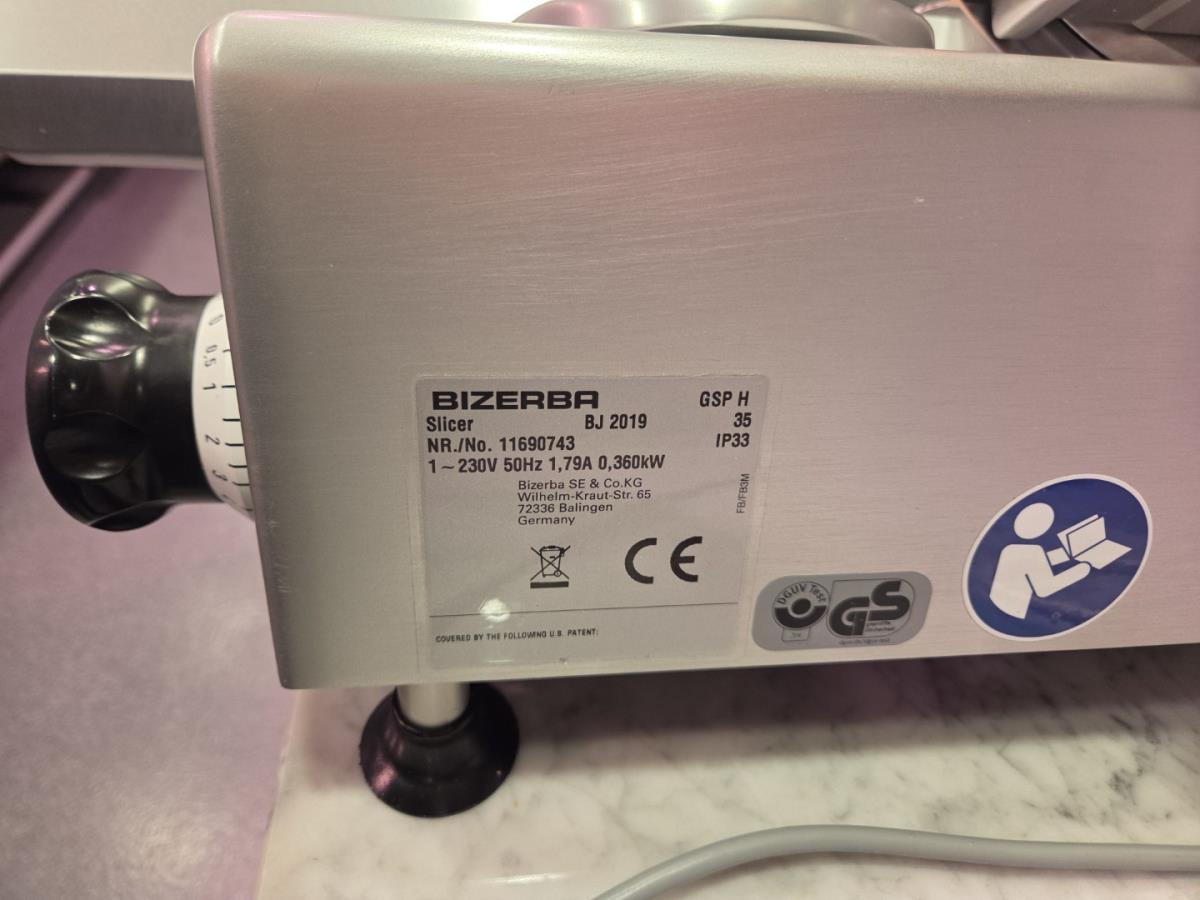 BIZERBA GSP H
Slicer BJ 2019 35
NR./No. 11690743 IP33
1 ~ 230V 50Hz 1,79A 0,360kW
Bizerba SE & Co.KG
Wilhelm-Kraut-Str. 65
72336 Balingen
Germany
FB/FB3M
CE
COVERED BY THE FOLLOWING U.S. PATENT:
DGUV Test
GS
geprüfte
Sicherheit
0
0,5
1
2
3